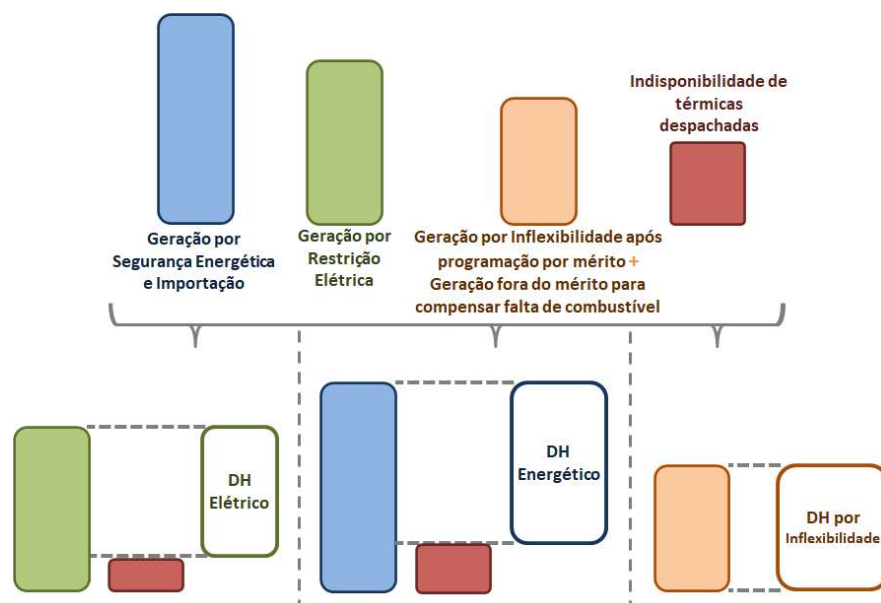 Indisponibilidade de
térmicas
despachadas
Geração por
Segurança Energética
e Importação
Geração por
Restrição
Elétrica
Geração por Inflexibilidade após
programação por mérito +
Geração fora do mérito para
compensar falta de combustível
DH
Elétrico
DH
Energético
DH por
Inflexibilidade